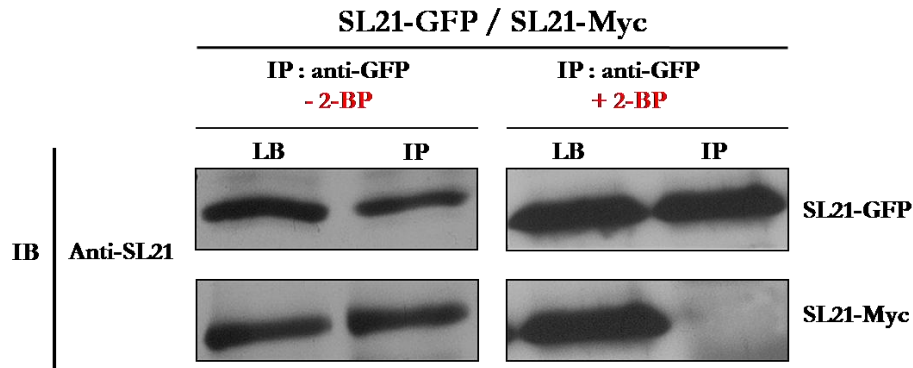 SL21-GFP / SL21-Myc
IP : anti-GFP IP : anti-GFP
- 2-BP + 2-BP
LB IP LB IP
SL21-GFP
IB Anti-SL21
SL21-Myc